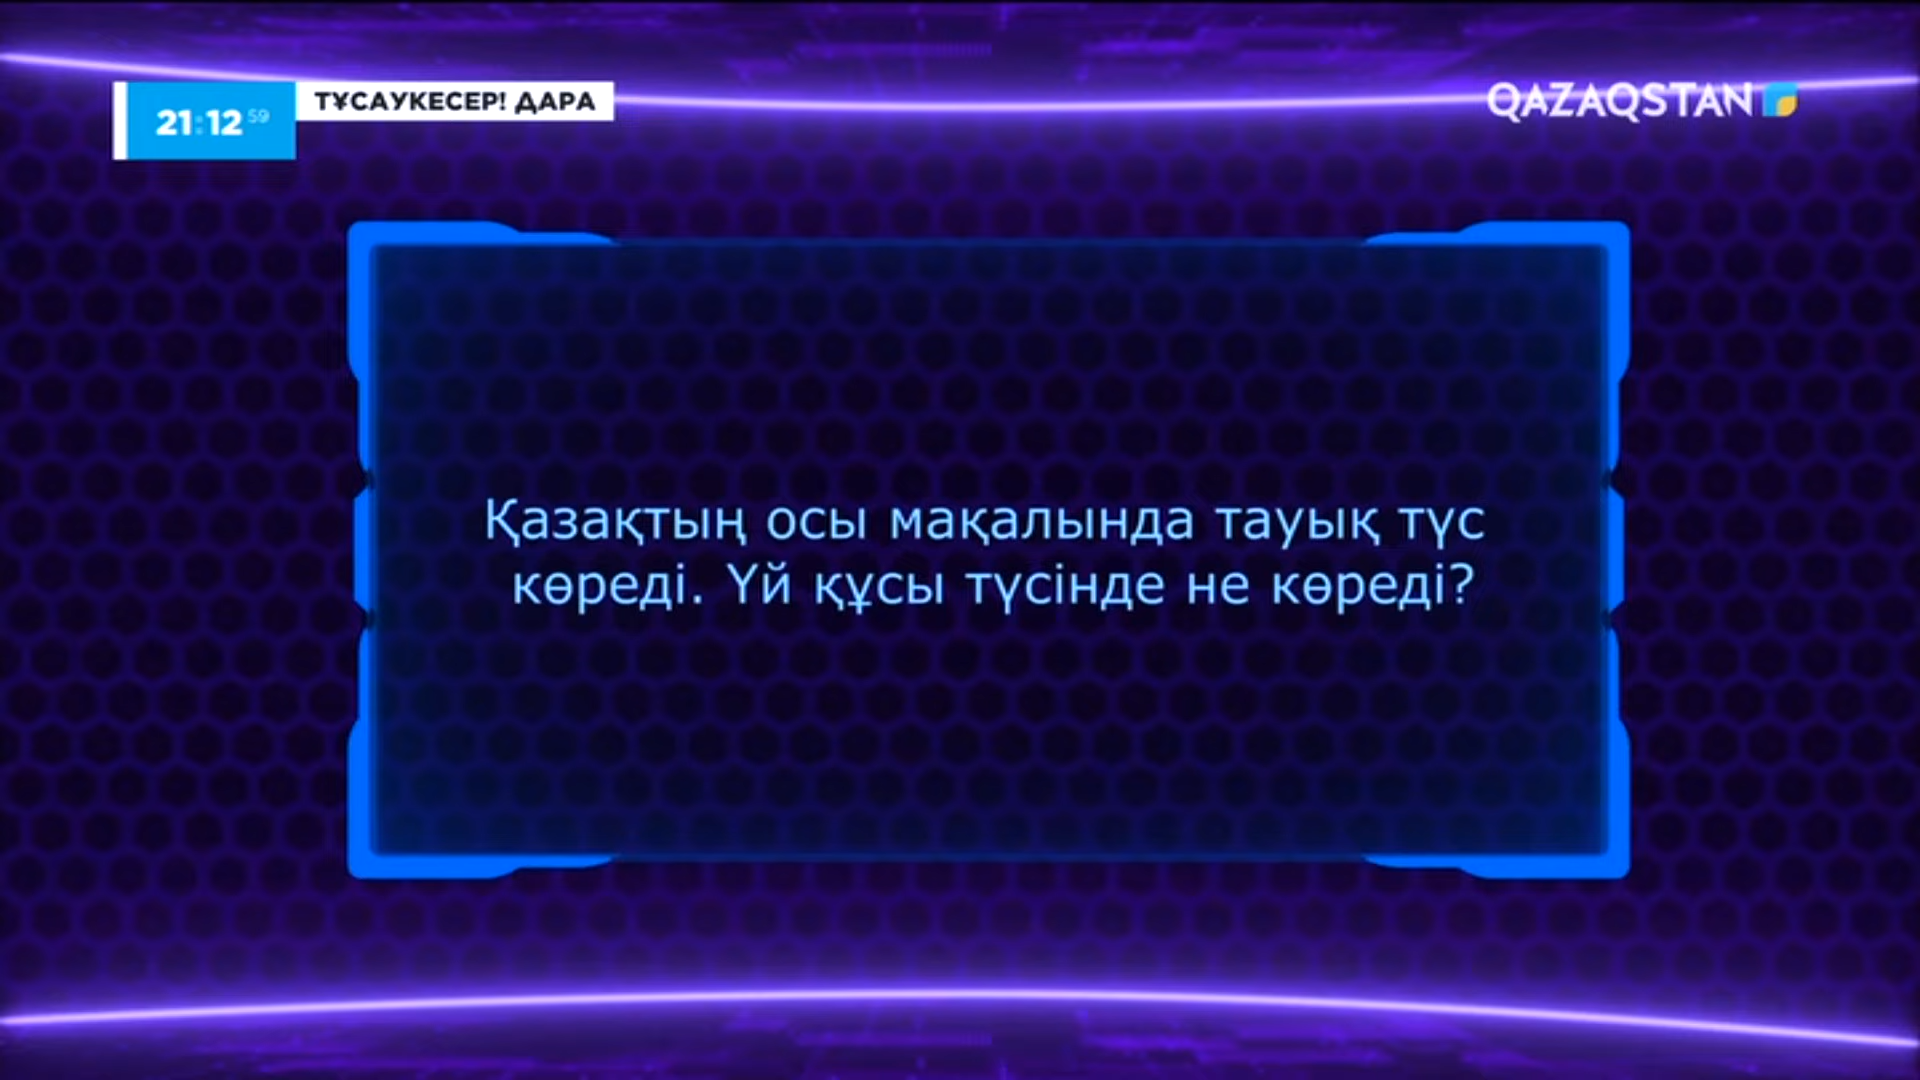 21:12 59
ТҰСАУКЕСЕР! ДАРА
QAZAQSTAN
Қазақтың осы мақалында тауық түс
көреді. Үй құсы түсінде не көреді?